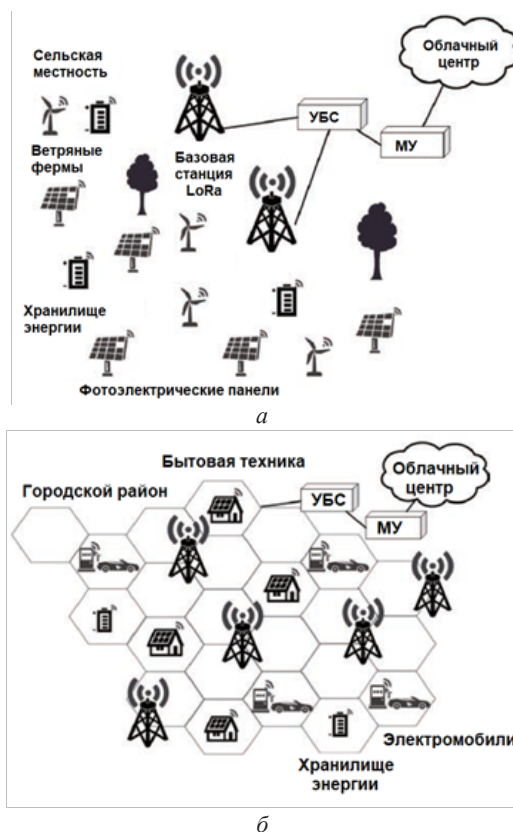 Сельская
местность
Облачный
центр
УБС
МУ
Ветряные
фермы
Базовая
станция
LoRa
Хранилище
энергии
Фотоэлектрические панели
а
Бытовая техника
Городской район
Облачный
центр
УБС
МУ
Электромобили
Хранилище
энергии
б